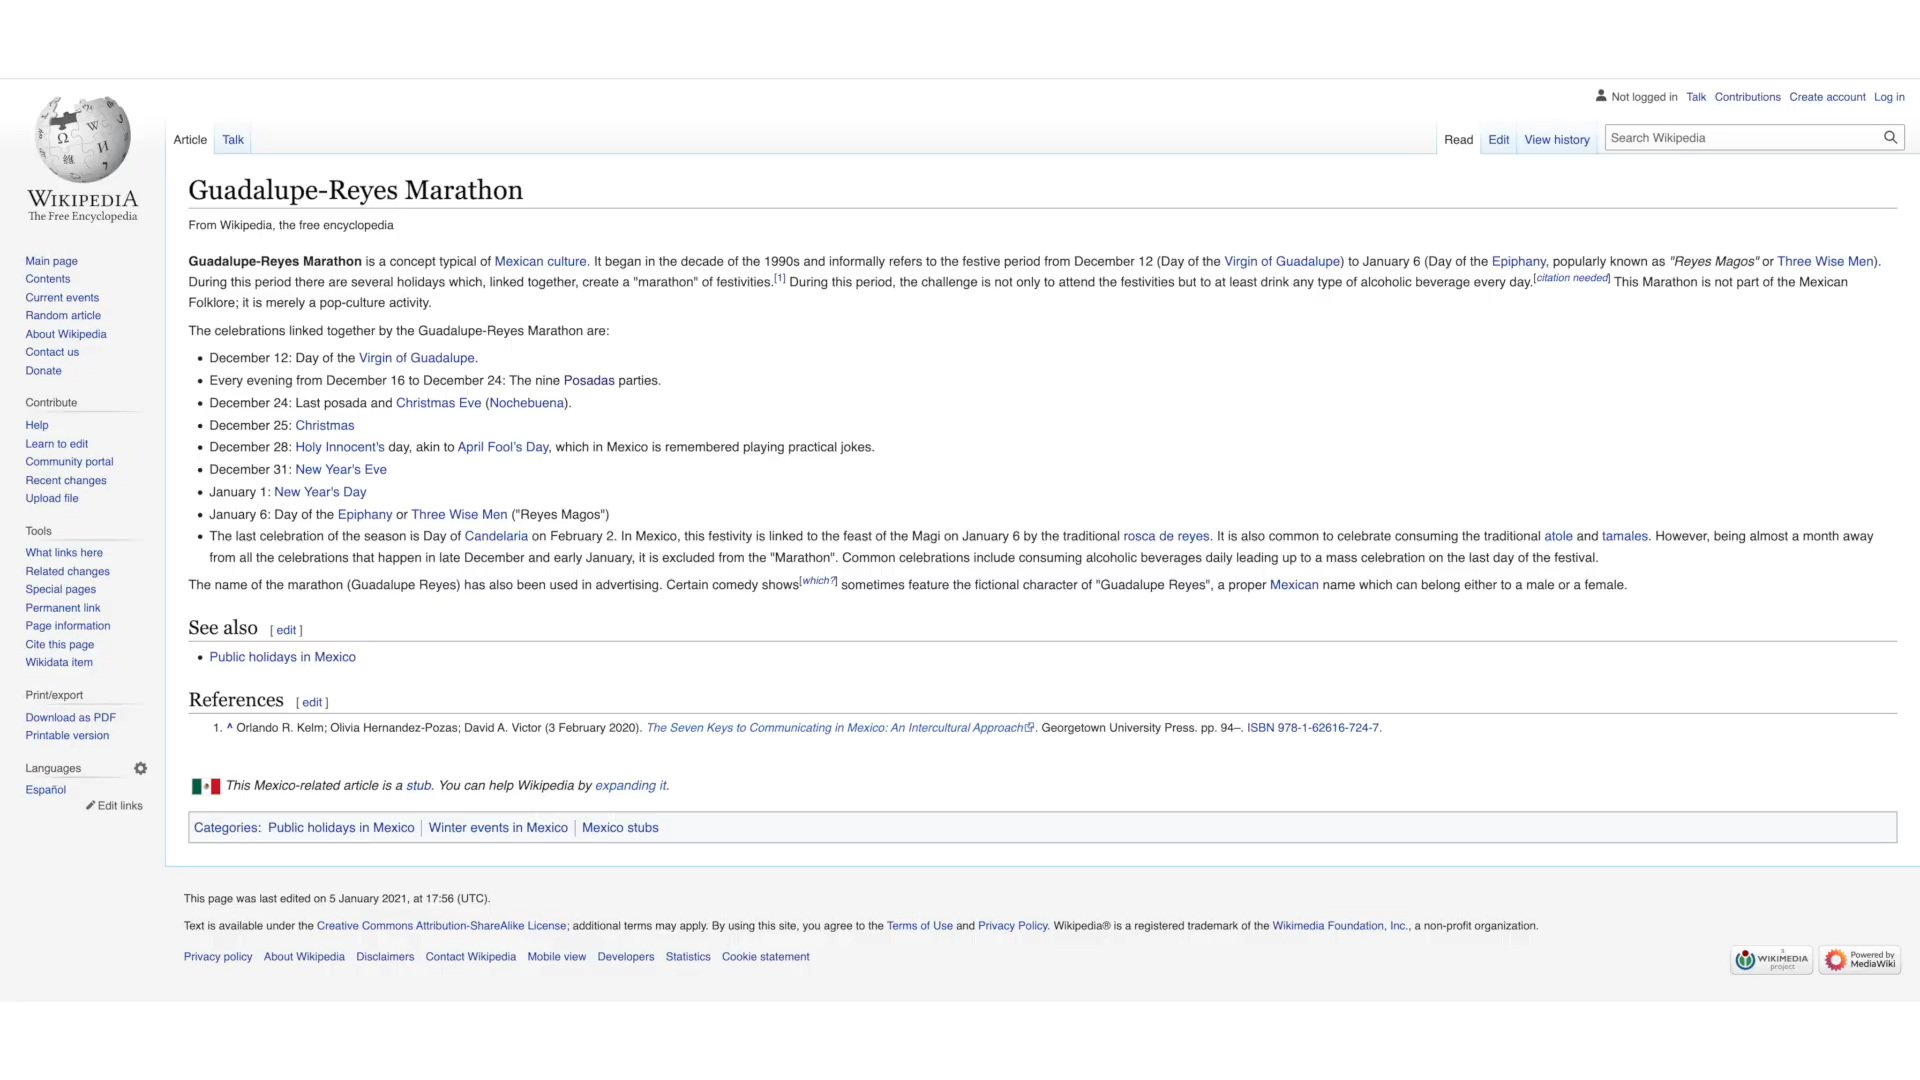 Not logged in Talk Contributions Create account Log in
Article Talk Read Edit View history Search Wikipedia
WIKIPEDIA
The Free Encyclopedia
Main page
Contents
Current events
Random article
About Wikipedia
Contact us
Donate
Contribute
Help
Learn to edit
Community portal
Recent changes
Upload file
Tools
What links here
Related changes
Special pages
Permanent link
Page information
Cite this page
Wikidata item
Print/export
Download as PDF
Printable version
Languages
Español
Edit links
Guadalupe-Reyes Marathon
From Wikipedia, the free encyclopedia
Guadalupe-Reyes Marathon is a concept typical of Mexican culture. It began in the decade of the 1990s and informally refers to the festive period from December 12 (Day of the Virgin of Guadalupe) to January 6 (Day of the Epiphany, popularly known as "Reyes Magos" or Three Wise Men).
During this period there are several holidays which, linked together, create a "marathon" of festivities.[1] During this period, the challenge is not only to attend the festivities but to at least drink any type of alcoholic beverage every day.[citation needed] This Marathon is not part of the Mexican
Folklore; it is merely a pop-culture activity.
The celebrations linked together by the Guadalupe-Reyes Marathon are:
• December 12: Day of the Virgin of Guadalupe.
• Every evening from December 16 to December 24: The nine Posadas parties.
• December 24: Last posada and Christmas Eve (Nochebuena).
• December 25: Christmas
• December 28: Holy Innocent's day, akin to April Fool's Day, which in Mexico is remembered playing practical jokes.
• December 31: New Year's Eve
• January 1: New Year's Day
• January 6: Day of the Epiphany or Three Wise Men ("Reyes Magos")
• The last celebration of the season is Day of Candelaria on February 2. In Mexico, this festivity is linked to the feast of the Magi on January 6 by the traditional rosca de reyes. It is also common to celebrate consuming the traditional atole and tamales. However, being almost a month away
from all the celebrations that happen in late December and early January, it is excluded from the "Marathon". Common celebrations include consuming alcoholic beverages daily leading up to a mass celebration on the last day of the festival.
The name of the marathon (Guadalupe Reyes) has also been used in advertising. Certain comedy shows[which?] sometimes feature the fictional character of "Guadalupe Reyes", a proper Mexican name which can belong either to a male or a female.
See also [ edit ]
• Public holidays in Mexico
References [ edit ]
1. ^ Orlando R. Kelm; Olivia Hernandez-Pozas; David A. Victor (3 February 2020). The Seven Keys to Communicating in Mexico: An Intercultural Approach. Georgetown University Press. pp. 94–. ISBN 978-1-62616-724-7.
This Mexico-related article is a stub. You can help Wikipedia by expanding it.
Categories: Public holidays in Mexico | Winter events in Mexico | Mexico stubs
This page was last edited on 5 January 2021, at 17:56 (UTC).
Text is available under the Creative Commons Attribution-ShareAlike License; additional terms may apply. By using this site, you agree to the Terms of Use and Privacy Policy. Wikipedia® is a registered trademark of the Wikimedia Foundation, Inc., a non-profit organization.
Privacy policy About Wikipedia Disclaimers Contact Wikipedia Mobile view Developers Statistics Cookie statement
a WIKIMEDIA project
Powered by MediaWiki